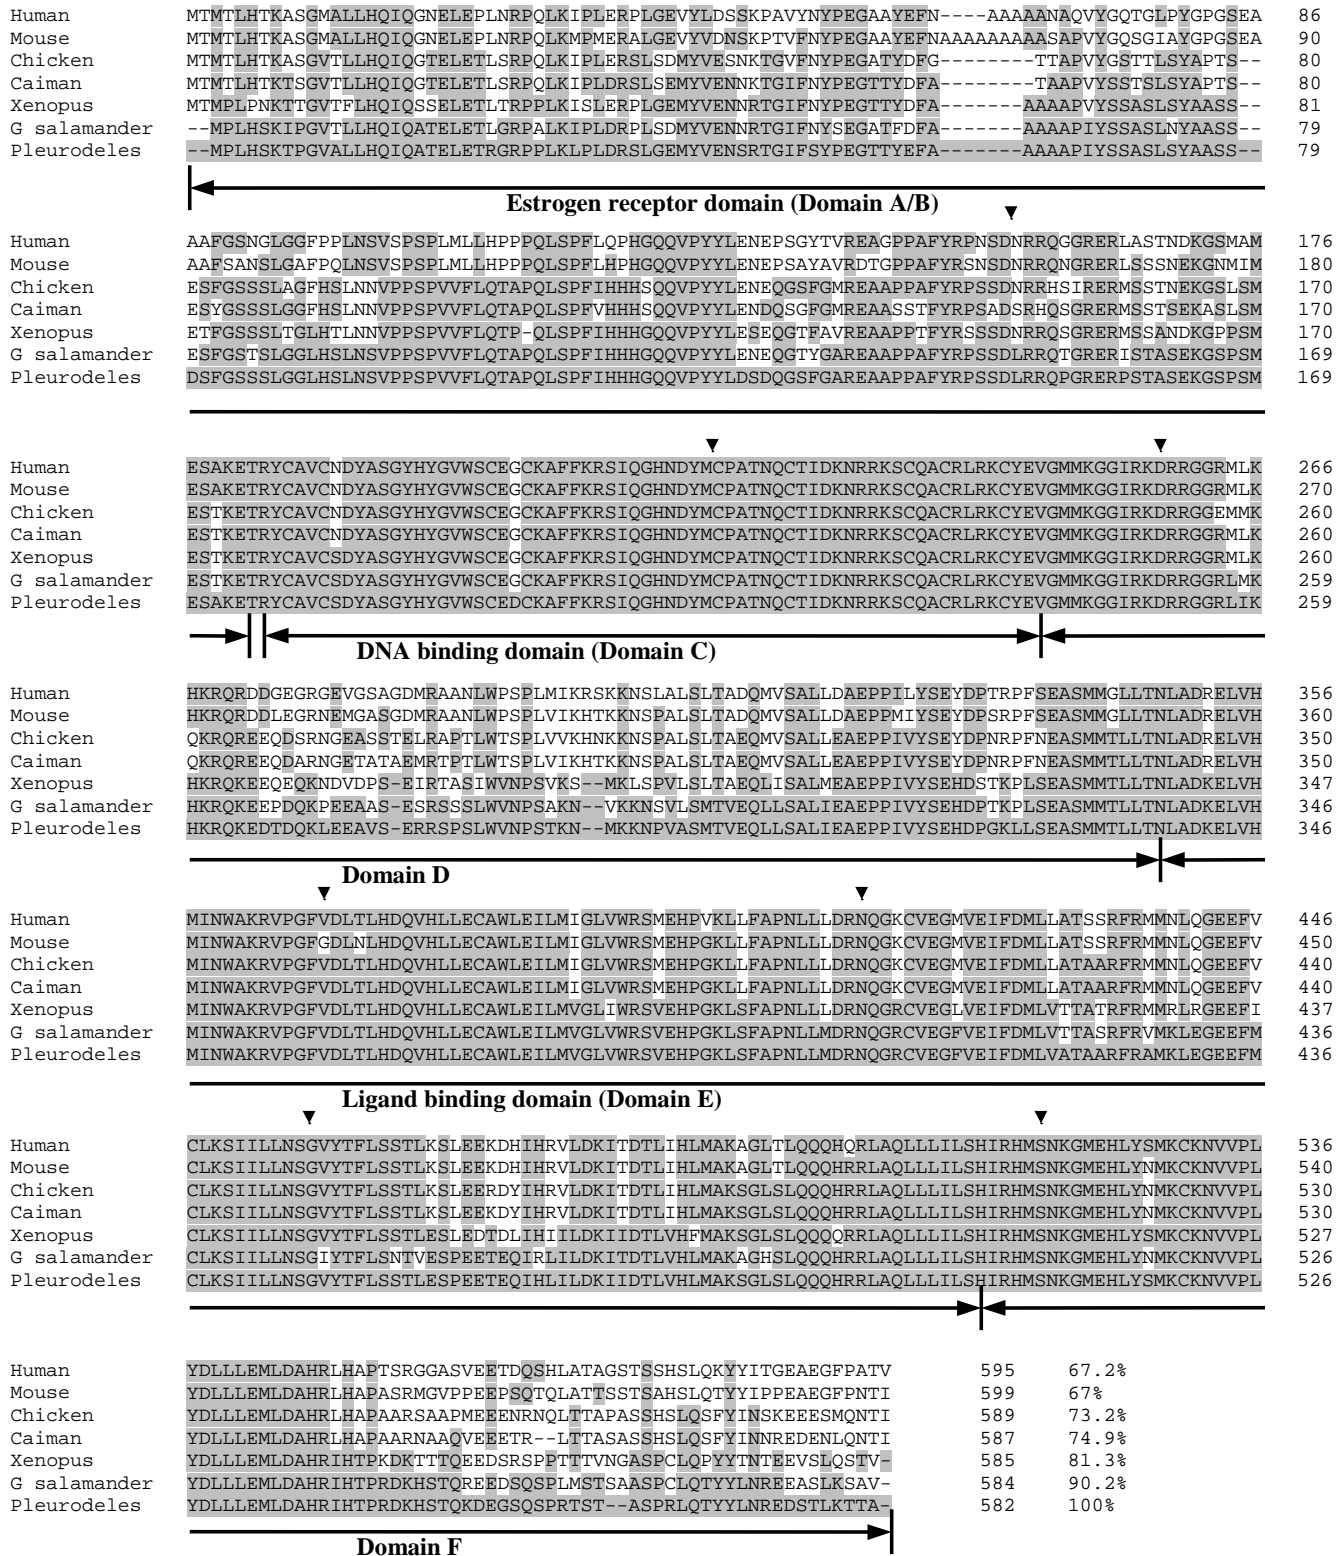 Human MTMTLHTKASGMALLHQIQGNELEPLNRPQLKIPLERPLGEVYLDSSKPAVYNYPEGAAYEFN----AAAAANAQVYGQTGLPYGPGSEA 86
Mouse MTMTLHTKASGMALLHQIQGNELEPLNRPQLKMPMERALGEVYVDNSKPTVFNYPEGAAYEFNAAAAAAAAASAPVYGQSGIAYGPGSEA 90
Chicken MTMTLHTKASGVTLLHQIQGTELETLSRPQLKIPLERSLSDMYVESNKTGVFNYPEGATYDFG--------TTAPVYGSTTLSYAPTS-- 80
Caiman MTMTLHTKTSGVTLLHQIQGTELETLSRPQLKIPLDRSLSEMYVENNKTGIFNYPEGTTYDFA--------TAAPVYSSTSLSYAPTS-- 80
Xenopus MTMPLPNKTTGVTFLHQIQSSELETLTRPPLKISLERPLGEMYVENNRTGIFNYPEGTTYDFA-------AAAAPVYSSASLSYAASS-- 81
G salamander --MPLHSKIPGVTLLHQIQATELETLGRPALKIPLDRPLSDMYVENNRTGIFNYSEGATFDFA-------AAAAPIYSSASLNYAASS-- 79
Pleurodeles --MPLHSKTPGVALLHQIQATELETRGRPPLKLPLDRSLGEMYVENSRTGIFSYPEGTTYEFA-------AAAAPIYSSASLSYAASS-- 79
Estrogen receptor domain (Domain A/B)
Human AAFGSNGLGGFPPLNSVSPSPLMLLHPPPQLSPFLQPHGQQVPYYLENEPSGYTVREAGPPAFYRPNSDNRRQGGRERLASTNDKGSMAM 176
Mouse AAFSANSLGAFPQLNSVSPSPLMLLHPPPQLSPFLHPHGQQVPYYLENEPSAYAVRDTGPPAFYRSNSDNRRQNGRERLSSSNEKGNMIM 180
Chicken ESFGSSSLAGFHSLNNVPPSPVVFLQTAPQLSPFIHHHSQQVPYYLENEQGSFGMREAAPPAFYRPSSDNRRHSIRERMSSTNEKGSLSM 170
Caiman ESYGSSSLGGFHSLNNVPPSPVVFLQTAPQLSPFVHHHSQQVPYYLENDQSGFGMREAASSTFYRPSADSRHQSGRERMSSTSEKASLSM 170
Xenopus ETFGSSSLTGLHTLNNVPPSPVVFLQTP-QLSPFIHHHGQQVPYYLESEQGTFAVREAAPPTFYRSSSDNRRQSGRERMSSANDKGPPSM 170
G salamander ESFGSTSLGGLHSLNSVPPSPVVFLQTAPQLSPFIHHHGQQVPYYLENEQGTYGAREAAPPAFYRPSSDLRRQTGRERISTASEKGSPSM 169
Pleurodeles DSFGSSSLGGLHSLNSVPPSPVVFLQTAPQLSPFIHHHGQQVPYYLDSDQGSFGAREAAPPAFYRPSSDLRRQPGRERPSTASEKGSPSM 169
Human ESAKETRYCAVCNDYASGYHYGVWSCEGCKAFFKRSIQGHNDYMCPATNQCTIDKNRRKSCQACRLRKCYEVGMMKGGIRKDRRGGRMLK 266
Mouse ESAKETRYCAVCNDYASGYHYGVWSCEGCKAFFKRSIQGHNDYMCPATNQCTIDKNRRKSCQACRLRKCYEVGMMKGGIRKDRRGGRMLK 270
Chicken ESTKETRYCAVCNDYASGYHYGVWSCEGCKAFFKRSIQGHNDYMCPATNQCTIDKNRRKSCQACRLRKCYEVGMMKGGIRKDRRGGEMMK 260
Caiman ESTKETRYCAVCNDYASGYHYGVWSCEGCKAFFKRSIQGHNDYMCPATNQCTIDKNRRKSCQACRLRKCYEVGMMKGGIRKDRRGGRMLK 260
Xenopus ESTKETRYCAVCSDYASGYHYGVWSCEGCKAFFKRSIQGHNDYMCPATNQCTIDKNRRKSCQACRLRKCYEVGMMKGGIRKDRRGGRMLK 260
G salamander ESTKETRYCAVCSDYASGYHYGVWSCEGCKAFFKRSIQGHNDYMCPATNQCTIDKNRRKSCQACRLRKCYEVGMMKGGIRKDRRGGRLMK 259
Pleurodeles ESAKETRYCAVCSDYASGYHYGVWSCEDCKAFFKRSIQGHNDYMCPATNQCTIDKNRRKSCQACRLRKCYEVGMMKGGIRKDRRGGRLIK 259
DNA binding domain (Domain C)
Human HKRQRDDGEGRGEVGSAGDMRAANLWPSPLMIKRSKKNSLALSLTADQMVSALLDAEPPILYSEYDPTRPFSEASMMGLLTNLADRELVH 356
Mouse HKRQRDDLEGRNEMGASGDMRAANLWPSPLVIKHTKKNSPALSLTADQMVSALLDAEPPMIYSEYDPSRPFSEASMMGLLTNLADRELVH 360
Chicken QKRQREEQDSRNGEASSTELRAPTLWTSPLVVKHNKKNSPALSLTAEQMVSALLEAEPPIVYSEYDPNRPFNEASMMTLLTNLADRELVH 350
Caiman QKRQREEQDARNGETATAEMRTPTLWTSPLVIKHTKKNSPALSLTAEQMVSALLEAEPPIVYSEYDPNRPFNEASMMTLLTNLADRELVH 350
Xenopus HKRQKEEQEQKNDVDPS-EIRTASIWVNPSVKS--MKLSPVLSLTAEQLISALMEAEPPIVYSEHDSTKPLSEASMMTLLTNLADRELVH 347
G salamander HKRQKEEPDQKPEEAAS-ESRSSSLWVNPSAKN--VKKNSVLSMTVEQLLSALIEAEPPIVYSEHDPTKPLSEASMMTLLTNLADKELVH 346
Pleurodeles HKRQKEDTDQKLEEAVS-ERRSPSLWVNPSTKN--MKKNPVASMTVEQLLSALIEAEPPIVYSEHDPGKLLSEASMMTLLTNLADKELVH 346
Domain D
Human MINWAKRVPGFVDLTLHDQVHLLECAWLEILMIGLVWRSMEHPVKLLFAPNLLLDRNQGKCVEGMVEIFDMLLATSSRFRMMNLQGEEFV 446
Mouse MINWAKRVPGFGDLNLHDQVHLLECAWLEILMIGLVWRSMEHPGKLLFAPNLLLDRNQGKCVEGMVEIFDMLLATSSRFRMMNLQGEEFV 450
Chicken MINWAKRVPGFVDLTLHDQVHLLECAWLEILMIGLVWRSMEHPGKLLFAPNLLLDRNQGKCVEGMVEIFDMLLATAARFRMMNLQGEEFV 440
Caiman MINWAKRVPGFVDLTLHDQVHLLECAWLEILMIGLVWRSMEHPGKLLFAPNLLLDRNQGKCVEGMVEIFDMLLATAARFRMMNLQGEEFV 440
Xenopus MINWAKRVPGFVDLTLHDQVHLLECAWLEILMVGLIWRSVEHPGKLSFAPNLLLDRNQGRCVEGLVEIFDMLVTTATRFRMMRLRGEEFI 437
G salamander MINWAKRVPGFVDLTLHDQVHLLECAWLEILMVGLVWRSVEHPGKLSFAPNLLMDRNQGRCVEGFVEIFDMLVTTASRFRVMKLEGEEFM 436
Pleurodeles MINWAKRVPGFVDLTLHDQVHLLECAWLEILMVGLVWRSVEHPGKLSFAPNLLMDRNQGRCVEGFVEIFDMLVATAARFRAMKLEGEEFM 436
Ligand binding domain (Domain E)
Human CLKSIILLNSGVYTFLSSTLKSLEEKDHIHRVLDKITDTLIHLMAKAGLTLQQQHQRLAQLLLILSHIRHMSNKGMEHLYSMKCKNVVPL 536
Mouse CLKSIILLNSGVYTFLSSTLKSLEEKDHIHRVLDKITDTLIHLMAKAGLTLQQQHRRLAQLLLILSHIRHMSNKGMEHLYNMKCKNVVPL 540
Chicken CLKSIILLNSGVYTFLSSTLKSLEERDYIHRVLDKITDTLIHLMAKSGLSLQQQHRRLAQLLLILSHIRHMSNKGMEHLYNMKCKNVVPL 530
Caiman CLKSIILLNSGVYTFLSSTLKSLEEKDYIHRVLDKITDTLIHLMAKSGLSLQQQHRRLAQLLLILSHIRHMSNKGMEHLYNMKCKNVVPL 530
Xenopus CLKSIILLNSGVYTFLSSTLESLEDTDLIHIILDKITDTLVHFMAKSGLSLQQQQRRLAQLLLILSHIRHMSNKGMEHLYSMKCKNVVPL 527
G salamander CLKSIILLNSGIYTFLSNTVESPEETEQIRLILDKITDTLVHLMAKAGHSLQQQHRRLAQLLLILSHIRHMSNKGMEHLYNMKCKNVVPL 526
Pleurodeles CLKSIILLNSGVYTFLSSTLESPEETEQIHLILDKIIDTLVHLMAKSGLSLQQQHRRLAQLLLILSHIRHMSNKGMEHLYSMKCKNVVPL 526
Human YDLLLEMLDAHRLHAPTSRGGASVEETDQSHLATAGSTSSHSLQKYYITGEAEGFPATV 595 67.2%
Mouse YDLLLEMLDAHRLHAPASRMGVPPEEPSQTQLATTSSTSAHSLQTYYIPPEAEGFPNTI 599 67%
Chicken YDLLLEMLDAHRLHAPAARSAAPMEEENRNQLTTAPASSHSLQSFYINSKEEESMQNTI 589 73.2%
Caiman YDLLLEMLDAHRLHAPAARNAAQVEEETR--LTTASASSHSLQSFYINNREDENLQNTI 587 74.9%
Xenopus YDLLLEMLDAHRIHTPKDKTTTQEEDSRSPPTTTVNGASPCLQPYYTNTEEVSLQSTV- 585 81.3%
G salamander YDLLLEMLDAHRIHTPRDKHSTQREEDSQSPLMSTSAASPCLQTYYLNREEASLKSAV- 584 90.2%
Pleurodeles YDLLLEMLDAHRIHTPRDKHSTQKDEGSQSPRTST--ASPRLQTYYLNREDSTLKTTA- 582 100%
Domain F